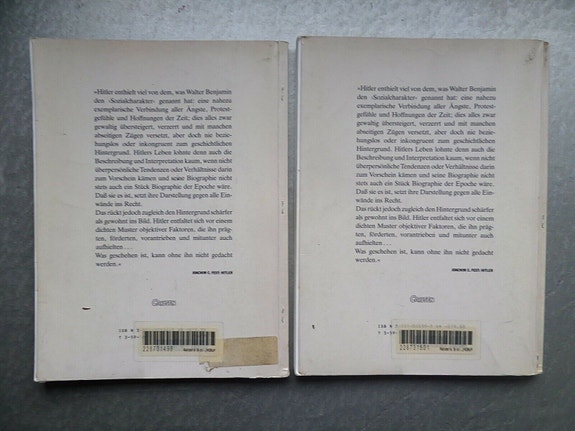 »Hitler enthielt viel von dem, was Walter Benjamin
den ›Sozialcharakter‹ genannt hat: eine nahezu
exemplarische Verbindung aller Ängste, Protest-
gefühle und Hoffnungen der Zeit; dies alles zwar
gewaltig übersteigert, verzerrt und mit manchen
abseitigen Zügen versetzt, aber doch nie bezie-
hungslos oder inkongruent zum geschichtlichen
Hintergrund. Hitlers Leben lohnte denn auch die
Beschreibung und Interpretation kaum, wenn nicht
überpersönliche Tendenzen oder Verhältnisse darin
zum Vorschein kämen und seine Biographie nicht
stets auch ein Stück Biographie der Epoche wäre.
Daß sie es ist, setzt ihre Darstellung gegen alle Ein-
wände ins Recht.
Das rückt jedoch zugleich den Hintergrund schärfer
als gewohnt ins Bild. Hitler entfaltet sich vor einem
dichten Muster objektiver Faktoren, die ihn präg-
ten, förderten, vorantrieben und mitunter auch
aufhielten . . .
Was geschehen ist, kann ohne ihn nicht gedacht
werden.«
JOACHIM C. FEST: HITLER
CARLSEN
ISBN 3-
»Hitler enthielt viel von dem, was Walter Benjamin
den ›Sozialcharakter‹ genannt hat: eine nahezu
exemplarische Verbindung aller Ängste, Protest-
gefühle und Hoffnungen der Zeit; dies alles zwar
gewaltig übersteigert, verzerrt und mit manchen
abseitigen Zügen versetzt, aber doch nie bezie-
hungslos oder inkongruent zum geschichtlichen
Hintergrund. Hitlers Leben lohnte denn auch die
Beschreibung und Interpretation kaum, wenn nicht
überpersönliche Tendenzen oder Verhältnisse darin
zum Vorschein kämen und seine Biographie nicht
stets auch ein Stück Biographie der Epoche wäre.
Daß sie es ist, setzt ihre Darstellung gegen alle Ein-
wände ins Recht.
Das rückt jedoch zugleich den Hintergrund schärfer
als gewohnt ins Bild. Hitler entfaltet sich vor einem
dichten Muster objektiver Faktoren, die ihn präg-
ten, förderten, vorantrieben und mitunter auch
aufhielten . . .
Was geschehen ist, kann ohne ihn nicht gedacht
werden.«
JOACHIM C. FEST: HITLER
CARLSEN
ISBN 3-